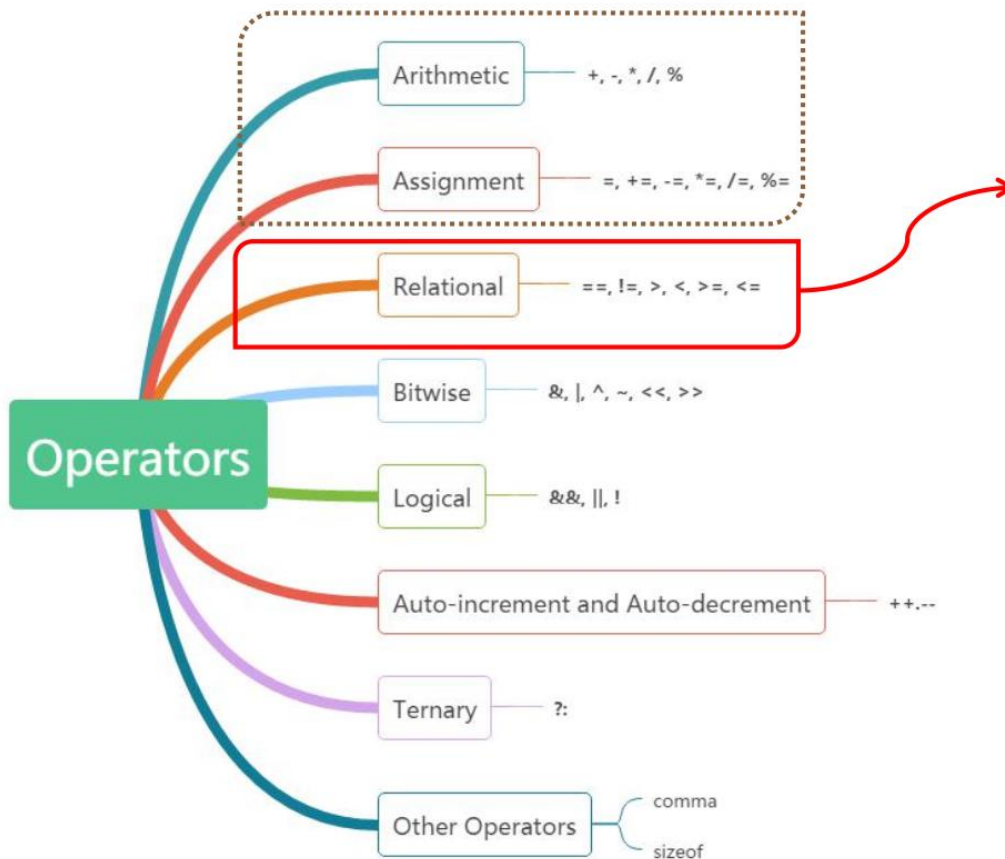 Arithmetic +, -, *, /, %
Assignment =, +=, -=, *=, /=, %=
Relational ==, !=, >, <, >=, <=
Bitwise &, |, ^, ~, <<, >>
Operators
Logical &&, ||, !
Auto-increment and Auto-decrement ++.--
Ternary ?:
comma
Other Operators
sizeof